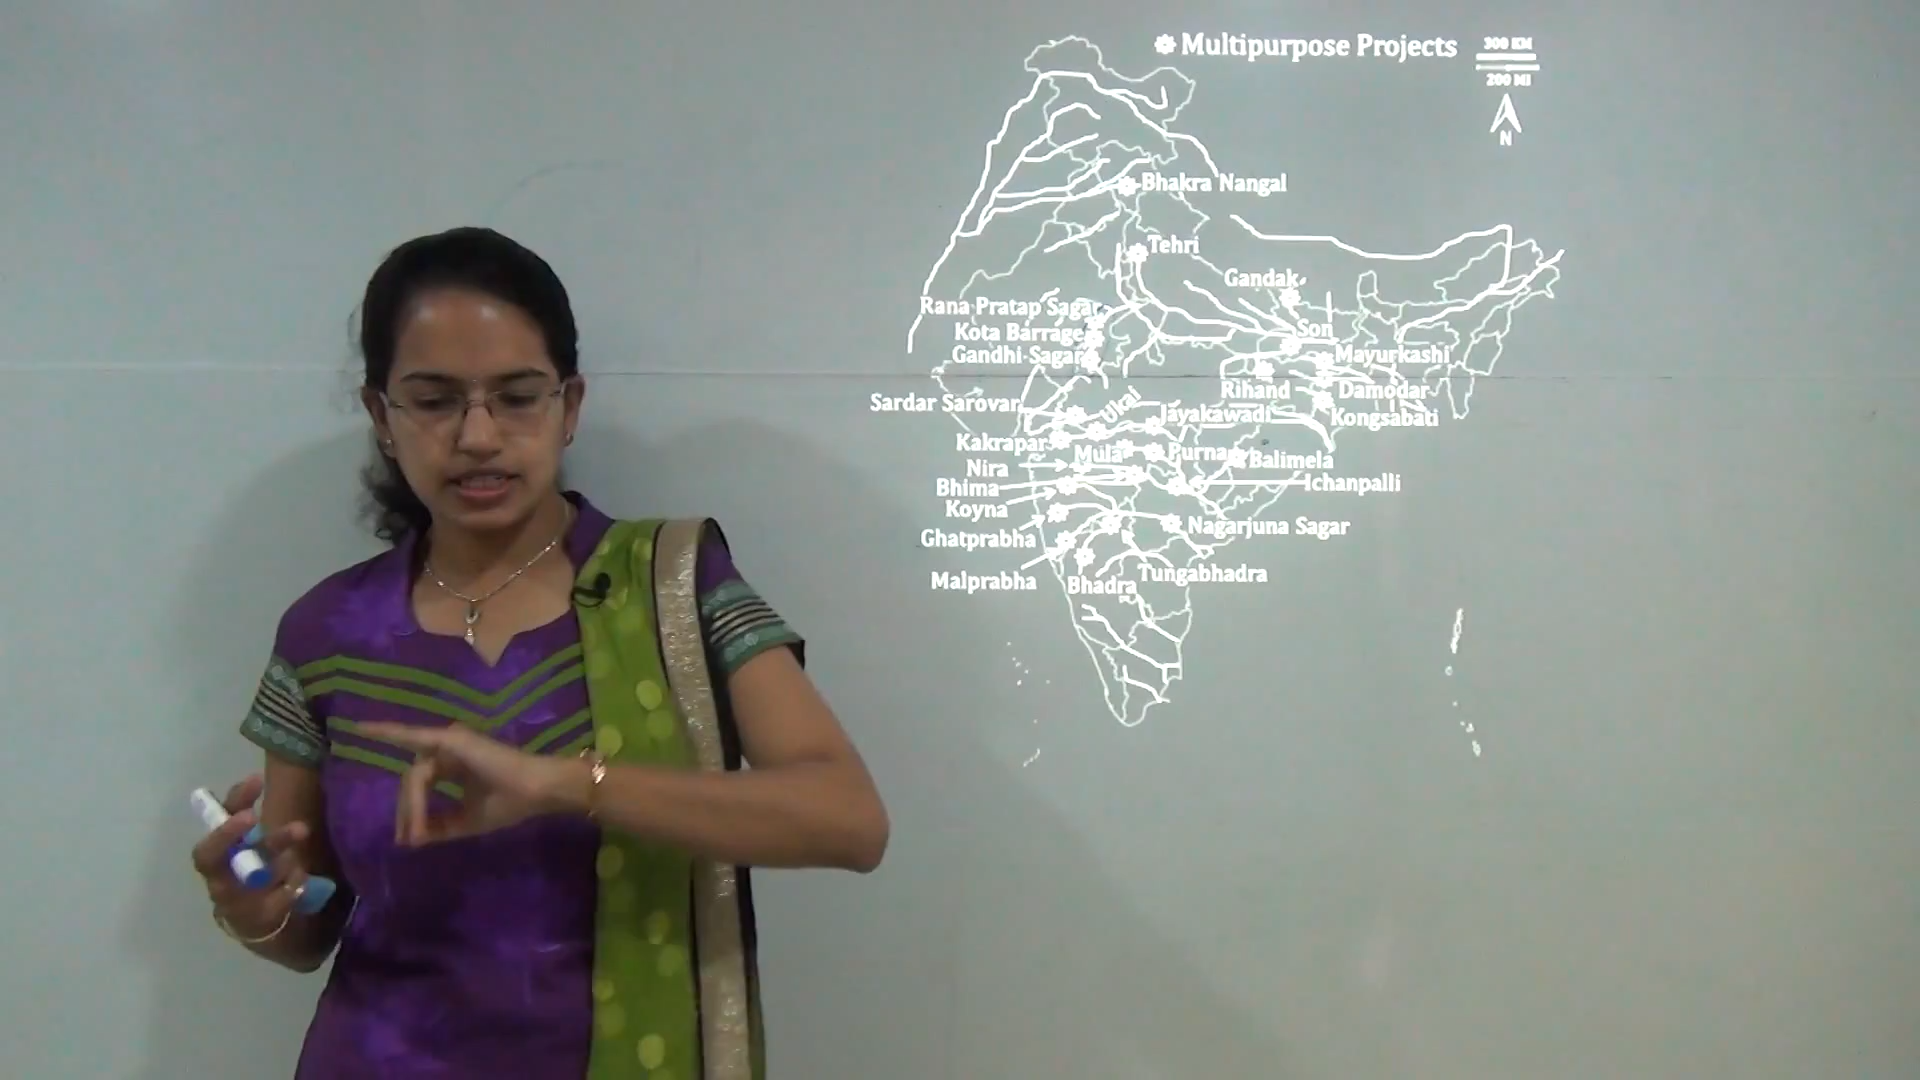 Multipurpose Projects
300 KM
200 MI
N
Bhakra Nangal
Tehri
Gandak
Rana Pratap Sagar
Kota Barrage
Son
Gandhi-Sagar
Mayurkashi
Rihand
Damodar
Sardar Sarovar
Ukai
Jayakawadi
Kongsabati
Kakrapar
Mula
Purna
Balimela
Nira
Bhima
Ichanpalli
Koyna
Ghatprabha
Nagarjuna Sagar
Malprabha
Bhadra
Tungabhadra